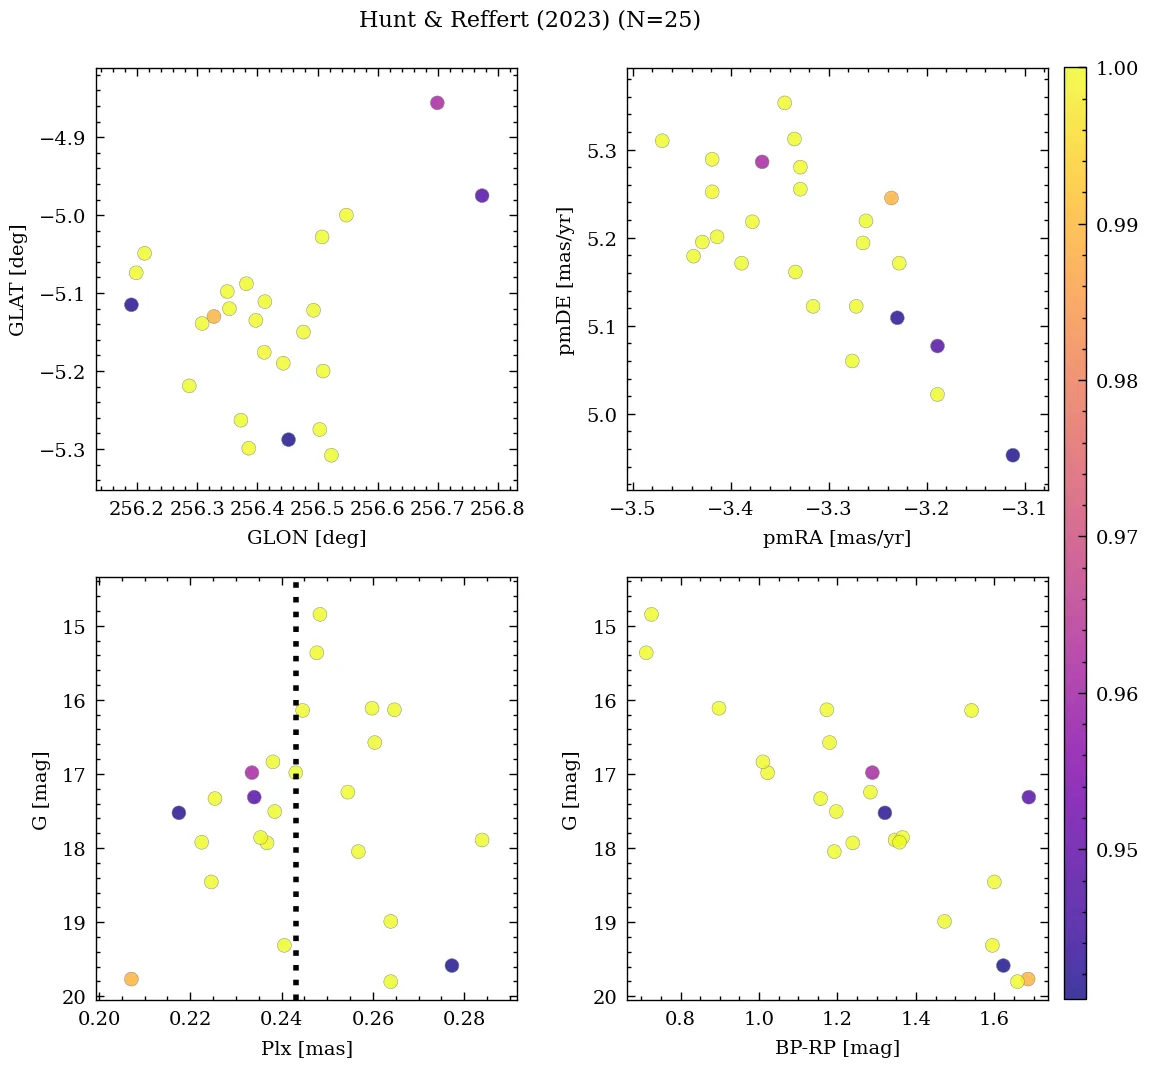 Hunt & Reffert (2023) (N=25)
−4.9
−5.0
−5.1
−5.2
−5.3
GLAT [deg]
256.2 256.3 256.4 256.5 256.6 256.7 256.8
GLON [deg]
5.3
5.2
5.1
5.0
pmDE [mas/yr]
−3.5 −3.4 −3.3 −3.2 −3.1
pmRA [mas/yr]
15
16
17
18
19
20
G [mag]
0.20 0.22 0.24 0.26 0.28
Plx [mas]
15
16
17
18
19
20
G [mag]
0.8 1.0 1.2 1.4 1.6
BP-RP [mag]
1.00
0.99
0.98
0.97
0.96
0.95